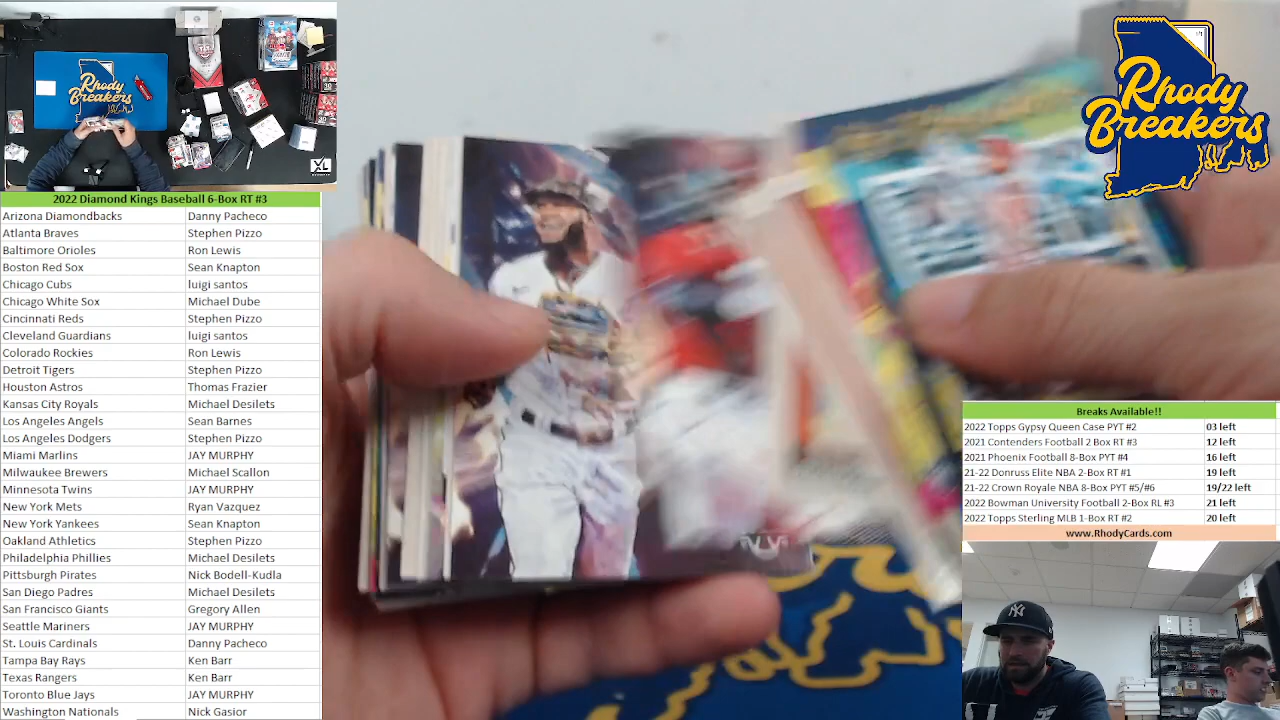 Rhody
Breakers
XL
2022 Diamond Kings Baseball 6-Box RT #3
Arizona Diamondbacks Danny Pacheco
Atlanta Braves Stephen Pizzo
Baltimore Orioles Ron Lewis
Boston Red Sox Sean Knapton
Chicago Cubs luigi santos
Chicago White Sox Michael Dube
Cincinnati Reds Stephen Pizzo
Cleveland Guardians luigi santos
Colorado Rockies Ron Lewis
Detroit Tigers Stephen Pizzo
Houston Astros Thomas Frazier
Kansas City Royals Michael Desilets
Los Angeles Angels Sean Barnes
Los Angeles Dodgers Stephen Pizzo
Miami Marlins JAY MURPHY
Milwaukee Brewers Michael Scallon
Minnesota Twins JAY MURPHY
New York Mets Ryan Vazquez
New York Yankees Sean Knapton
Oakland Athletics Stephen Pizzo
Philadelphia Phillies Michael Desilets
Pittsburgh Pirates Nick Bodell-Kudla
San Diego Padres Michael Desilets
San Francisco Giants Gregory Allen
Seattle Mariners JAY MURPHY
St. Louis Cardinals Danny Pacheco
Tampa Bay Rays Ken Barr
Texas Rangers Ken Barr
Toronto Blue Jays JAY MURPHY
Washington Nationals Nick Gasior
Rhody
Breakers
Breaks Available!!
2022 Topps Gypsy Queen Case PYT #2 03 left
2021 Contenders Football 2 Box RT #3 12 left
2021 Phoenix Football 8-Box PYT #4 16 left
21-22 Donruss Elite NBA 2-Box RT #1 19 left
21-22 Crown Royale NBA 8-Box PYT #5/#6 19/22 left
2022 Bowman University Football 2-Box RL #3 21 left
2022 Topps Sterling MLB 1-Box RT #2 20 left
www.RhodyCards.com